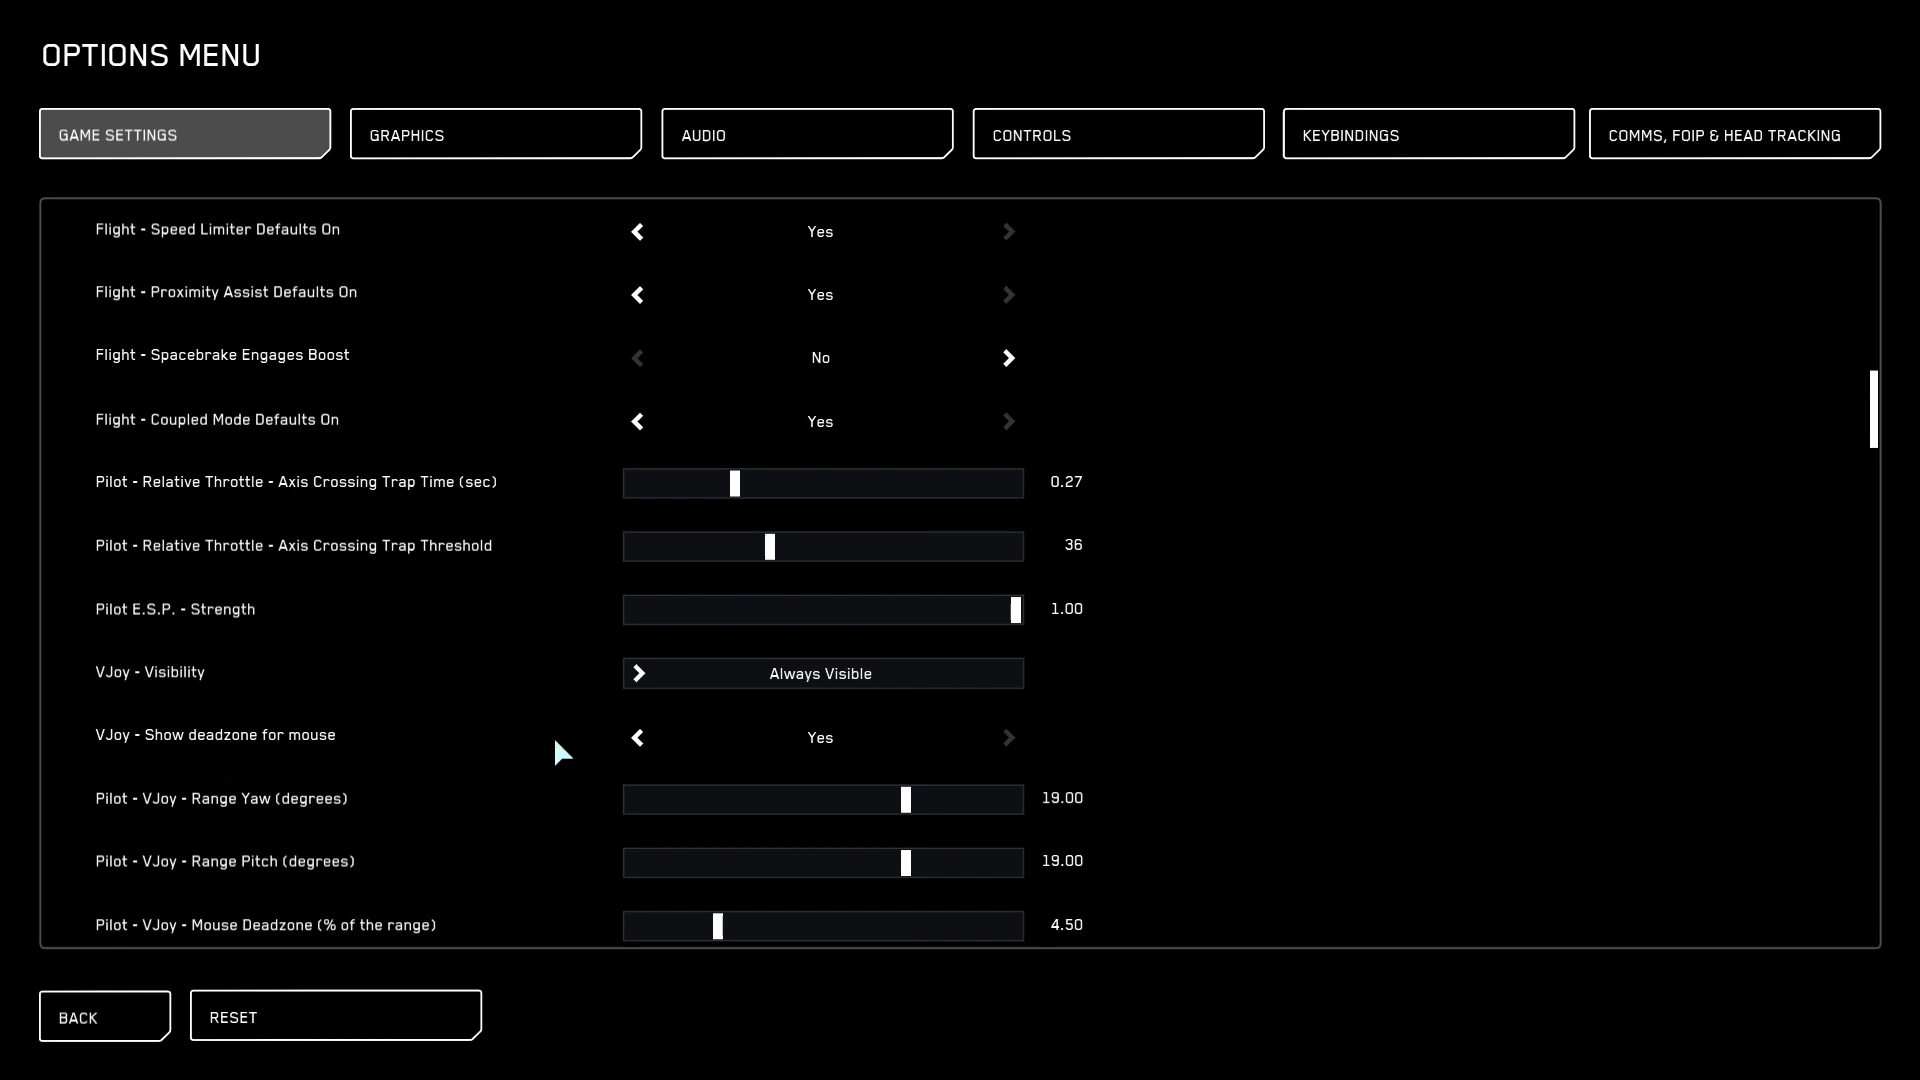 OPTIONS MENU
GAME SETTINGS
GRAPHICS
AUDIO
CONTROLS
KEYBINDINGS
COMMS, FOIP & HEAD TRACKING
Flight - Speed Limiter Defaults On
Yes
Flight - Proximity Assist Defaults On
Yes
Flight - Spacebrake Engages Boost
No
Flight - Coupled Mode Defaults On
Yes
Pilot - Relative Throttle - Axis Crossing Trap Time (sec)
0.27
Pilot - Relative Throttle - Axis Crossing Trap Threshold
36
Pilot E.S.P. - Strength
1.00
VJoy - Visibility
Always Visible
VJoy - Show deadzone for mouse
Yes
Pilot - VJoy - Range Yaw (degrees)
19.00
Pilot - VJoy - Range Pitch (degrees)
19.00
Pilot - VJoy - Mouse Deadzone (% of the range)
4.50
BACK
RESET